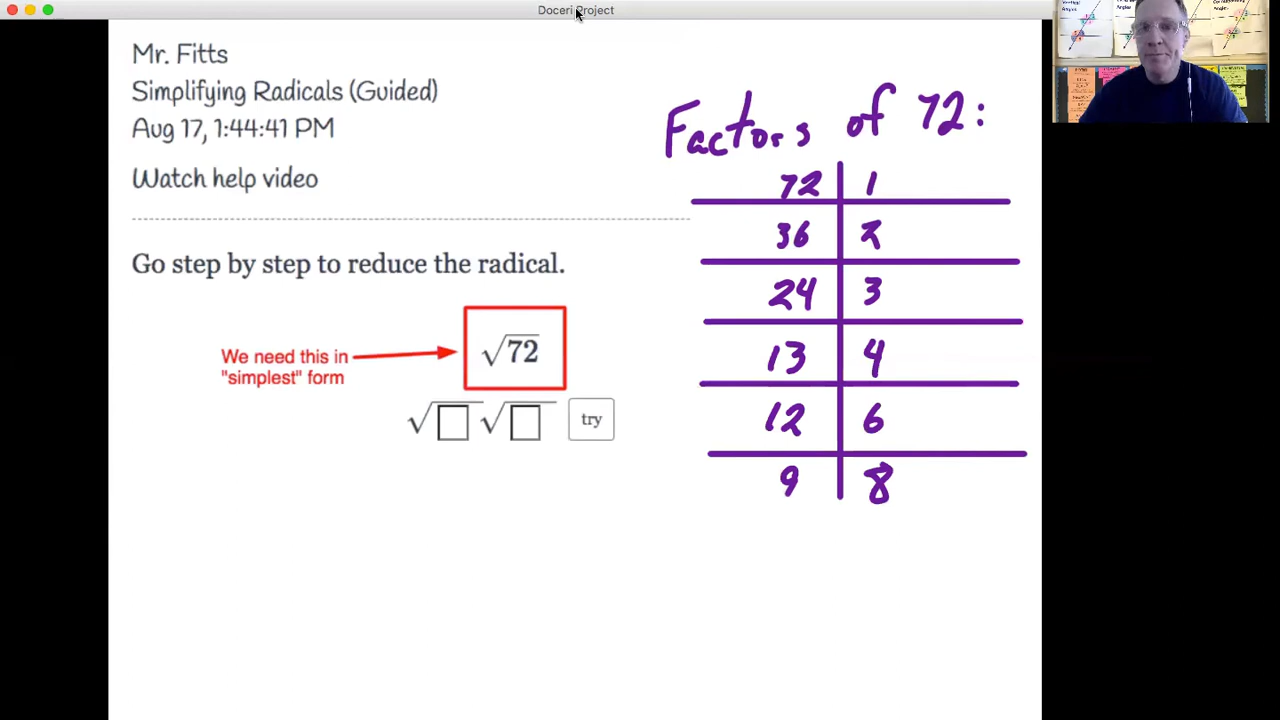 Doceri Project
Mr. Fitts
Simplifying Radicals (Guided)
Aug 17, 1:44:41 PM
Watch help video
Go step by step to reduce the radical.
We need this in
"simplest" form
√72
√□ √□ try
Factors of 72:
72 | 1
36 | 2
24 | 3
13 | 4
12 | 6
9 | 8